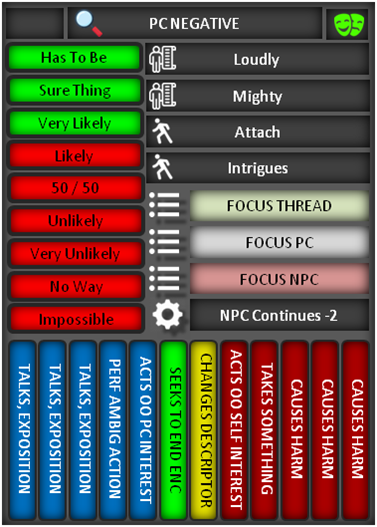 PC NEGATIVE
Has To Be
Loudly
Sure Thing
Mighty
Very Likely
Attach
Likely
Intrigues
50 / 50
FOCUS THREAD
Unlikely
FOCUS PC
Very Unlikely
No Way
FOCUS NPC
Impossible
NPC Continues -2
TALKS, EXPOSITION
TALKS, EXPOSITION
TALKS, EXPOSITION
PERF AMBIG ACTION
ACTS OO PC INTEREST
SEEKS TO END ENC
CHANGES DESCRIPTOR
ACTS OO SELF INTEREST
TAKES SOMETHING
CAUSES HARM
CAUSES HARM
CAUSES HARM